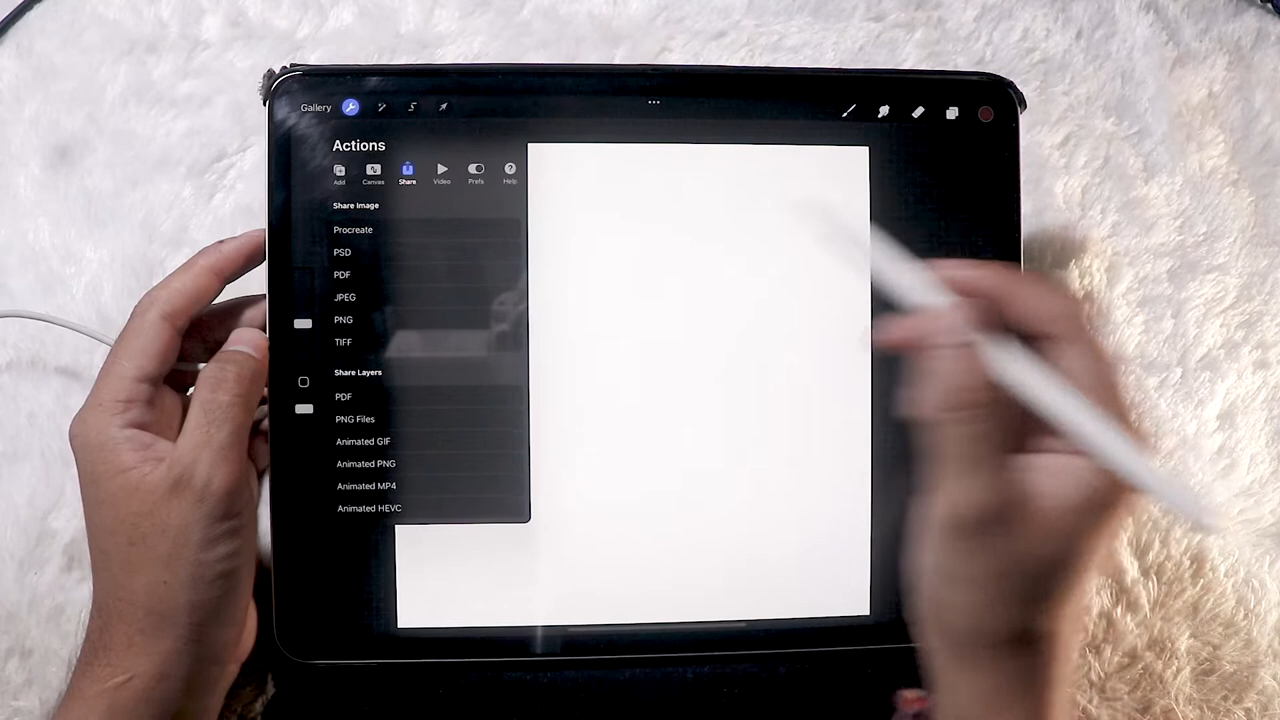 Gallery
Actions
Add Canvas Share Video Prefs Help
Share Image
Procreate
PSD
PDF
JPEG
PNG
TIFF
Share Layers
PDF
PNG Files
Animated GIF
Animated PNG
Animated MP4
Animated HEVC